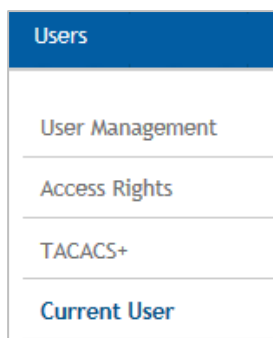 Users
User Management
Access Rights
TACACS+
Current User